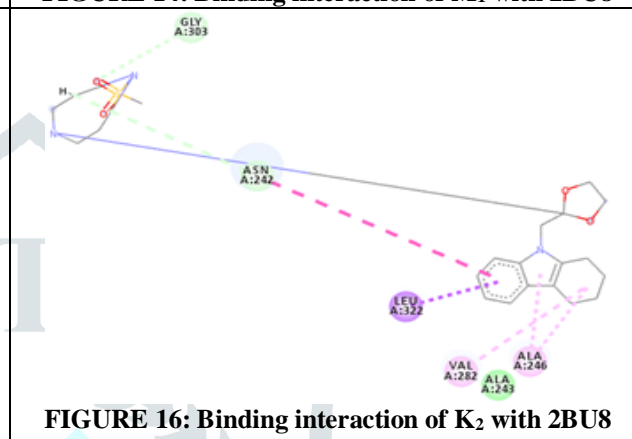 FIGURE 14: Binding interaction of M₁ with 2BU8
GLY
A:303
H
N
O
S
O
N
ASN
A:242
O
O
N
LEU
A:322
VAL
A:282
ALA
A:243
ALA
A:246
FIGURE 16: Binding interaction of K₂ with 2BU8